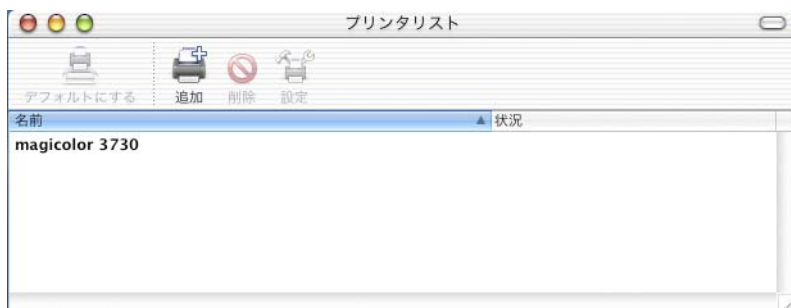 プリンタリスト
デフォルトにする 追加 削除 設定
名前 状況
magicolor 3730